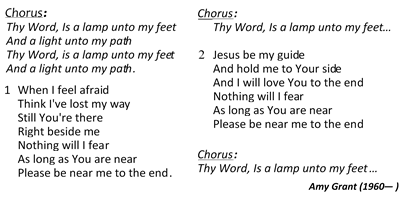 Chorus:
Thy Word, Is a lamp unto my feet
And a light unto my path
Thy Word, is a lamp unto my feet
And a light unto my path.
1 When I feel afraid
Think I've lost my way
Still You're there
Right beside me
Nothing will I fear
As long as You are near
Please be near me to the end.
Chorus:
Thy Word, Is a lamp unto my feet...
2 Jesus be my guide
And hold me to Your side
And I will love You to the end
Nothing will I fear
As long as You are near
Please be near me to the end
Chorus:
Thy Word, Is a lamp unto my feet...
Amy Grant (1960— )